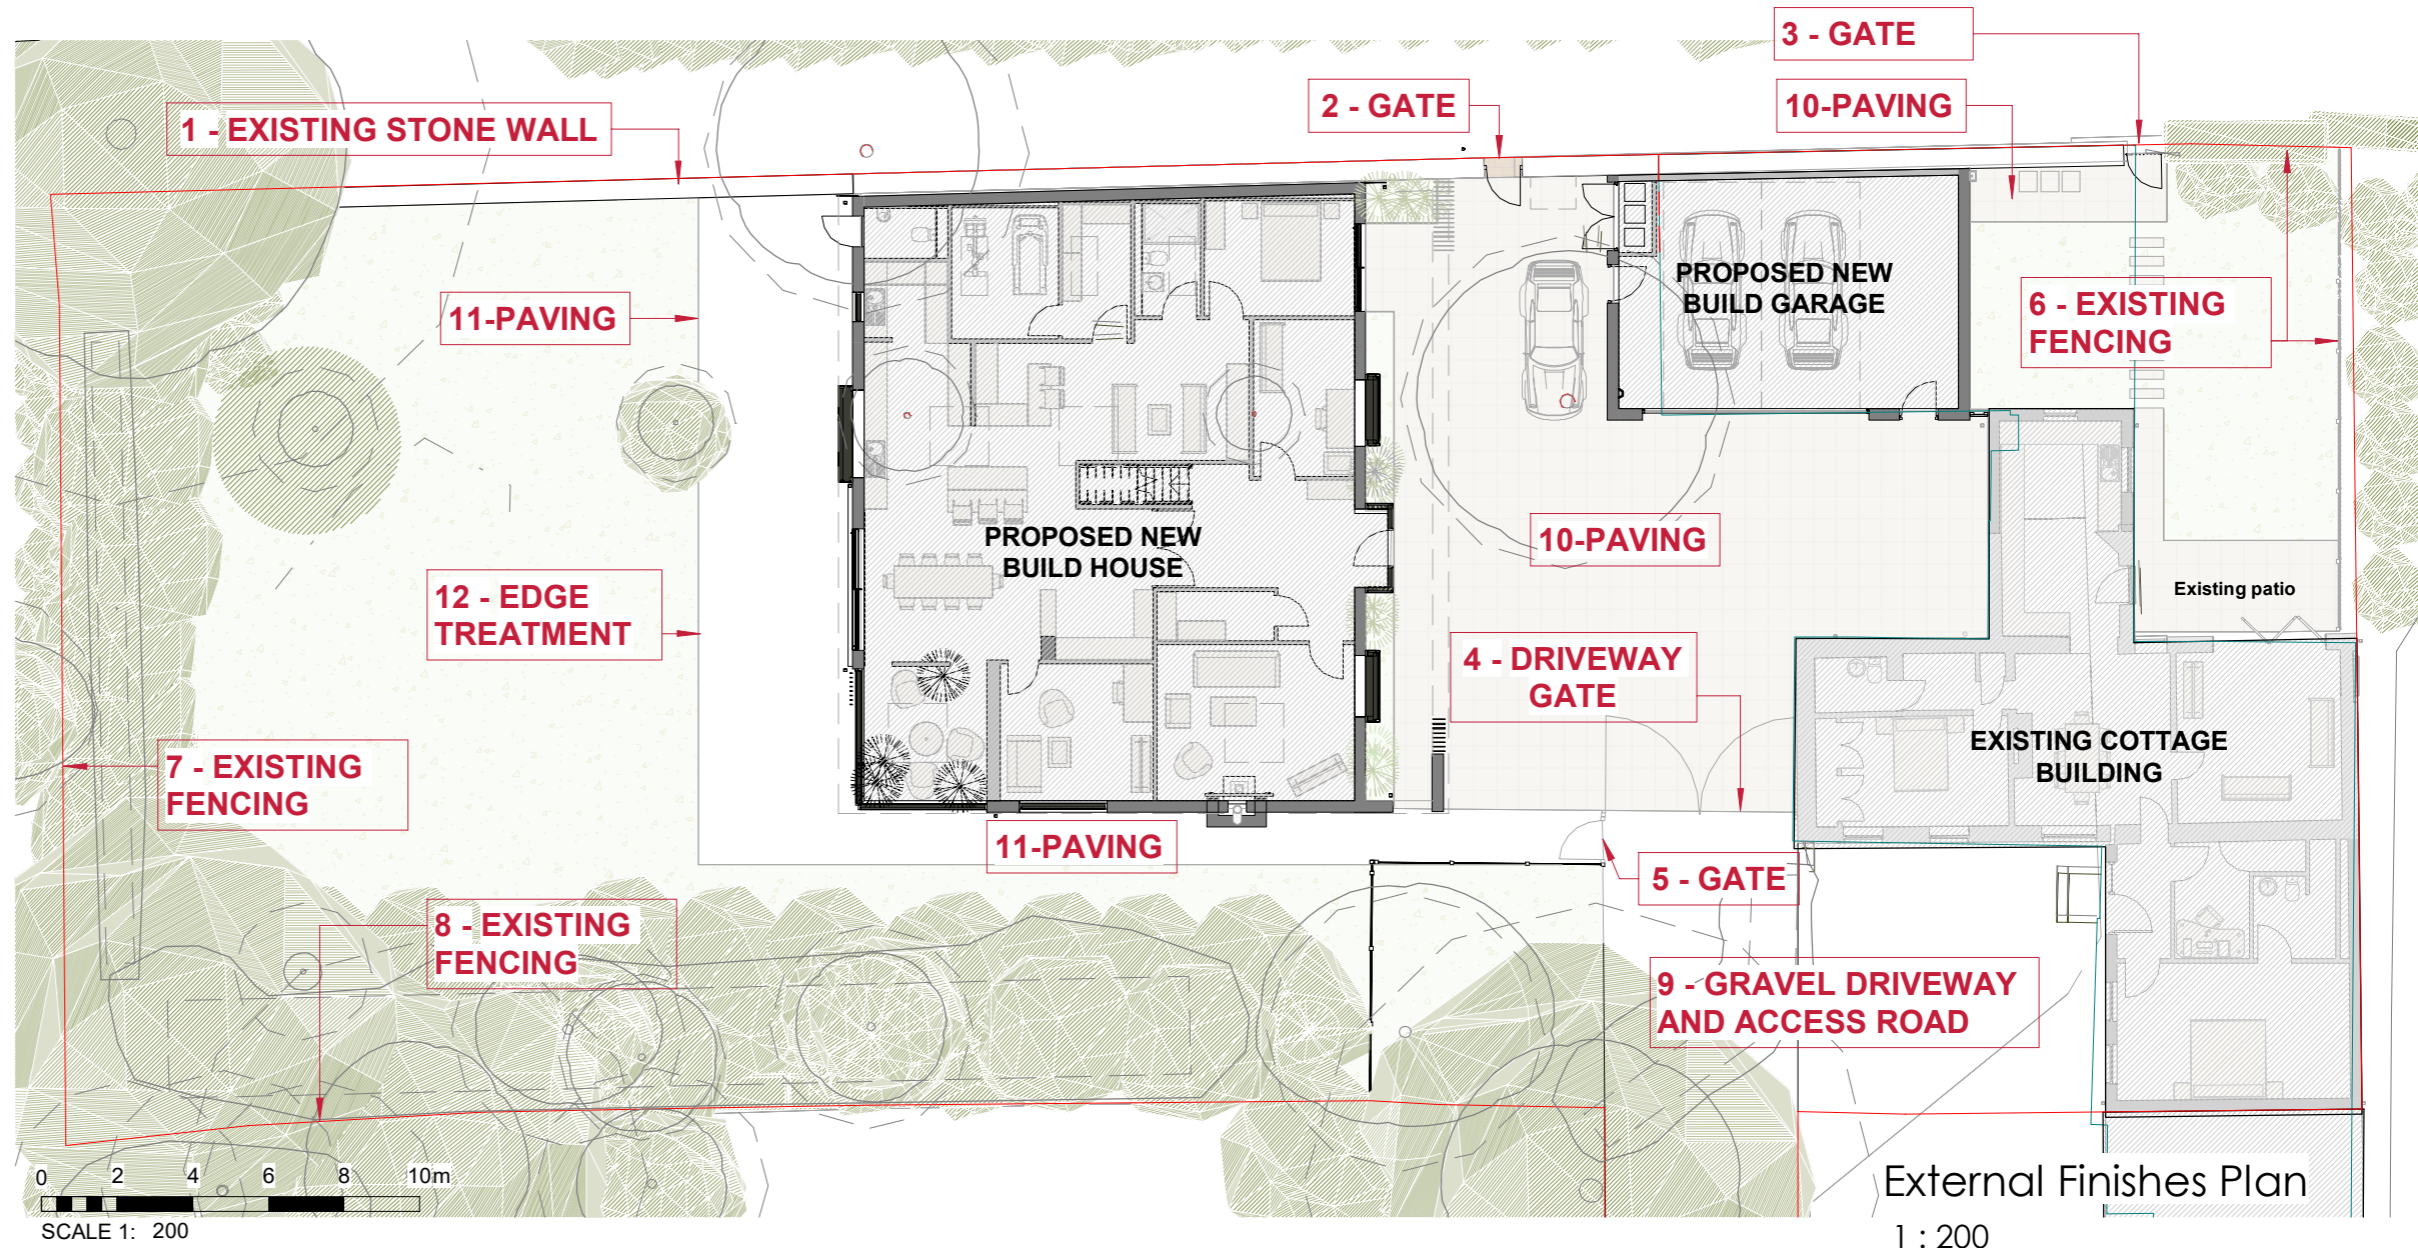 3 - GATE
2 - GATE
10-PAVING
1 - EXISTING STONE WALL
PROPOSED NEW
BUILD GARAGE
6 - EXISTING
FENCING
11-PAVING
PROPOSED NEW
BUILD HOUSE
10-PAVING
Existing patio
12 - EDGE
TREATMENT
4 - DRIVEWAY
GATE
EXISTING COTTAGE
BUILDING
7 - EXISTING
FENCING
11-PAVING
5 - GATE
8 - EXISTING
FENCING
9 - GRAVEL DRIVEWAY
AND ACCESS ROAD
0 2 4 6 8 10m
SCALE 1: 200
External Finishes Plan
1 : 200